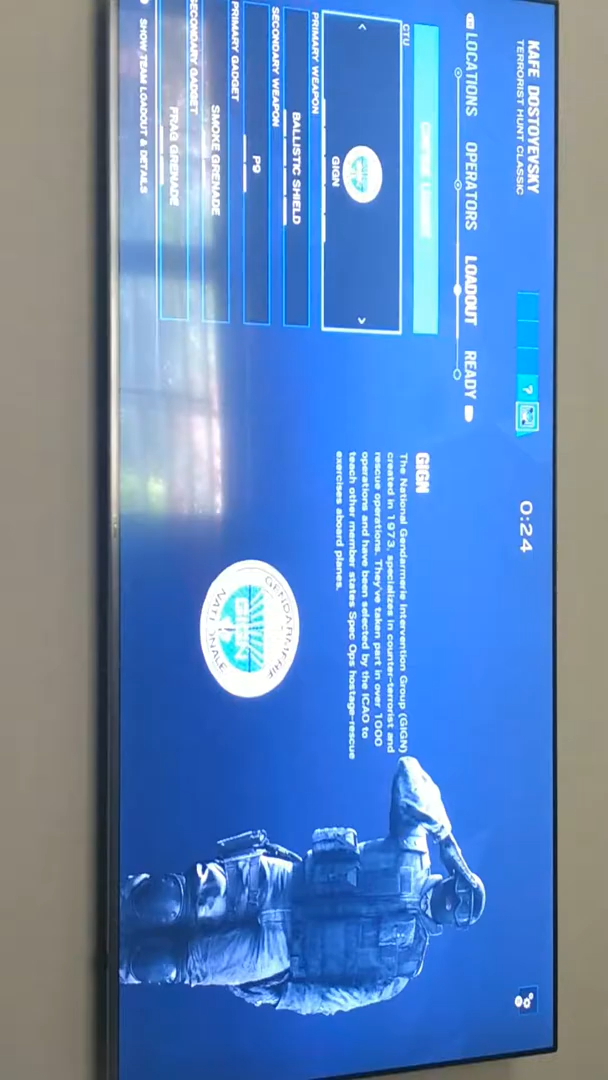 KAFE DOSTOYEVSKY
TERRORIST HUNT CLASSIC
?
0:24
LOCATIONS
OPERATORS
LOADOUT
READY
CTU
GIGN
PRIMARY WEAPON
BALLISTIC SHIELD
SECONDARY WEAPON
P9
PRIMARY GADGET
SMOKE GRENADE
SECONDARY GADGET
FRAG GRENADE
SHOW TEAM LOADOUT & DETAILS
GIGN
The National Gendarmerie Intervention Group (GIGN)
created in 1973, specializes in counter-terrorist and
rescue operations. They've taken part in over 1000
operations and have been selected by the ICAO to
teach other member states Spec Ops hostage-rescue
exercises aboard planes.
GENDARMERIE
GIGN
NATIONALE